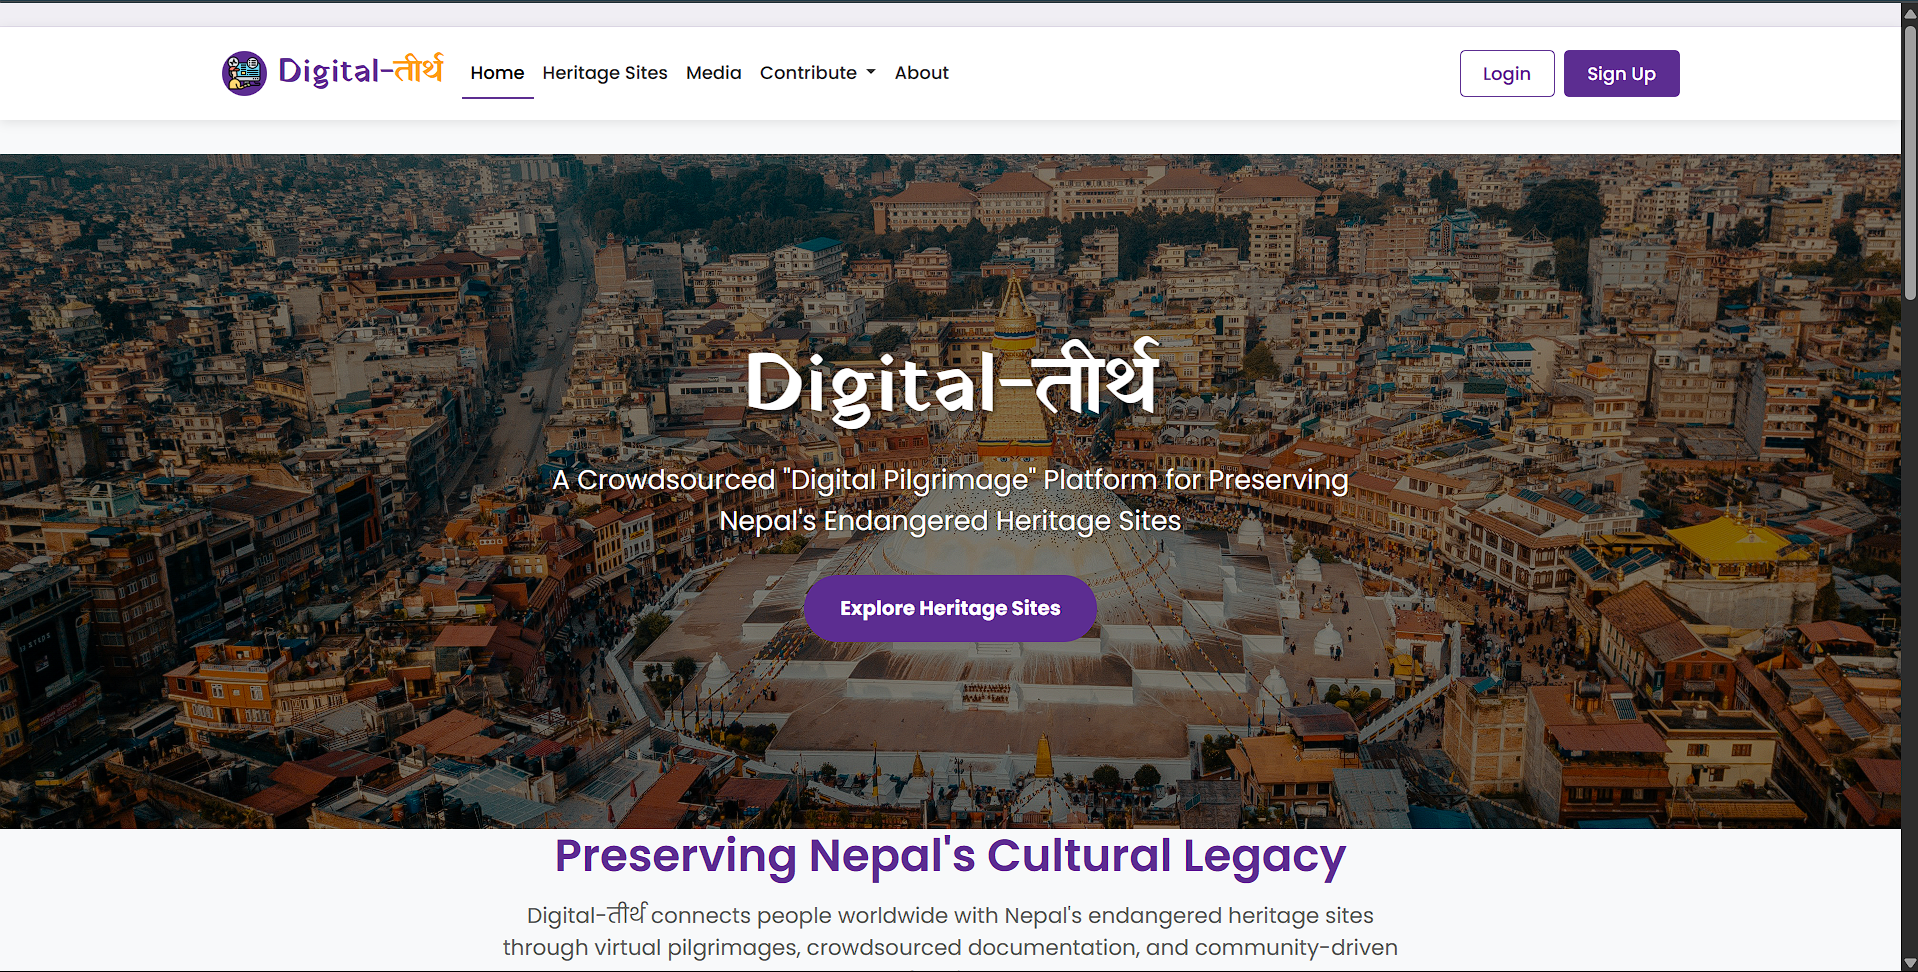 Digital-तीर्थ
Home
Heritage Sites
Media
Contribute
About
Login
Sign Up
Digital-तीर्थ
A Crowdsourced "Digital Pilgrimage" Platform for Preserving
Nepal's Endangered Heritage Sites
Explore Heritage Sites
Preserving Nepal's Cultural Legacy
Digital-तीर्थ connects people worldwide with Nepal's endangered heritage sites
through virtual pilgrimages, crowdsourced documentation, and community-driven